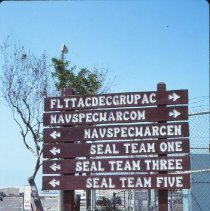 FLTTACDECGRUPAC
NAVSPECWARCOM
NAVSPECWARCEN
SEAL TEAM ONE
SEAL TEAM THREE
SEAL TEAM FIVE